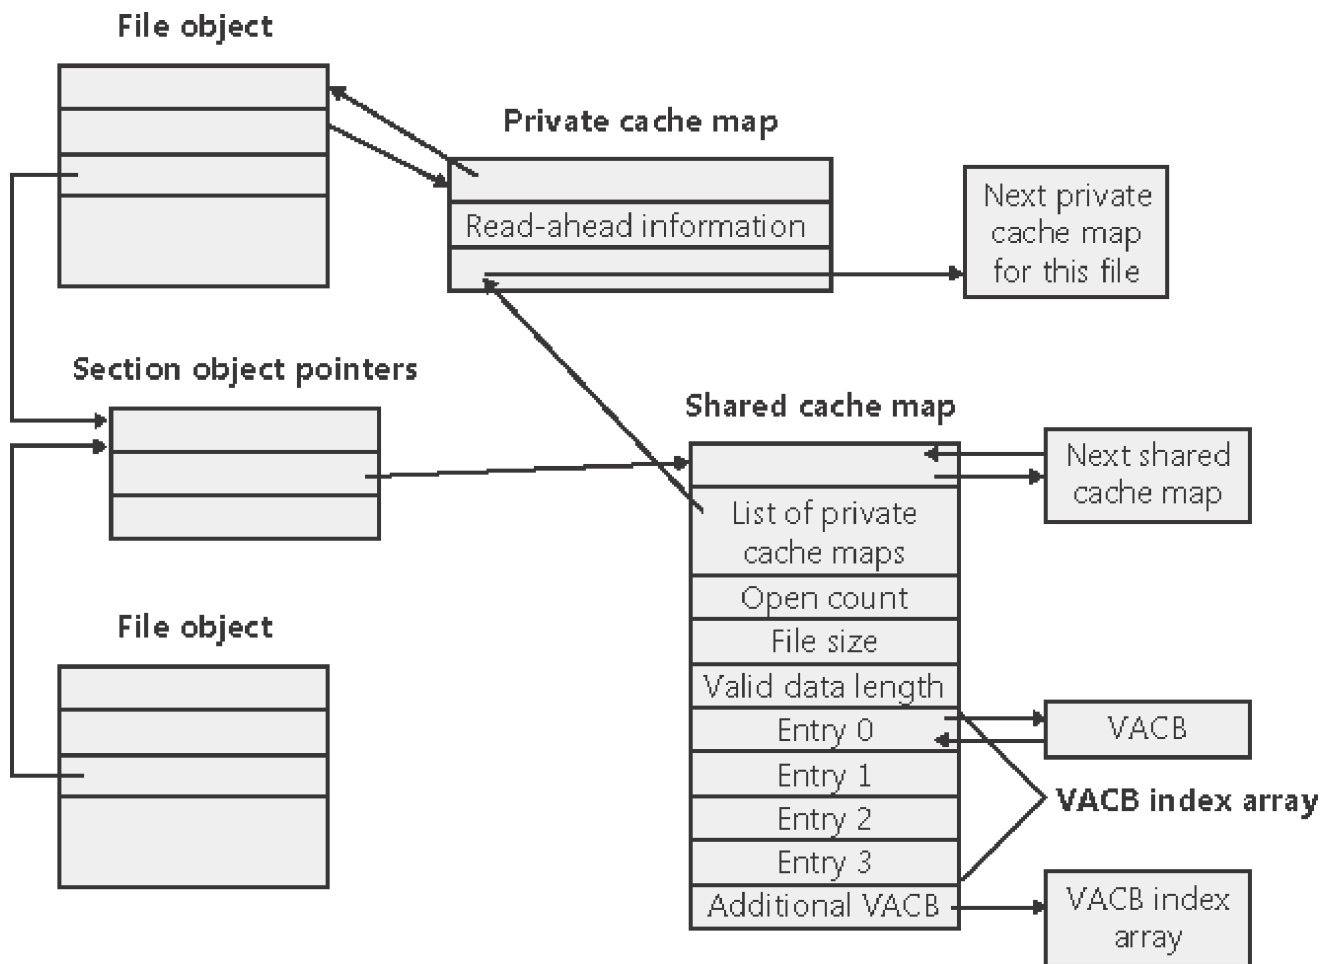 File object
Private cache map
Read-ahead information
Next private
cache map
for this file
Section object pointers
Shared cache map
Next shared
cache map
List of private
cache maps
Open count
File size
Valid data length
Entry 0
VACB
Entry 1
VACB index array
Entry 2
Entry 3
Additional VACB
VACB index
array
File object